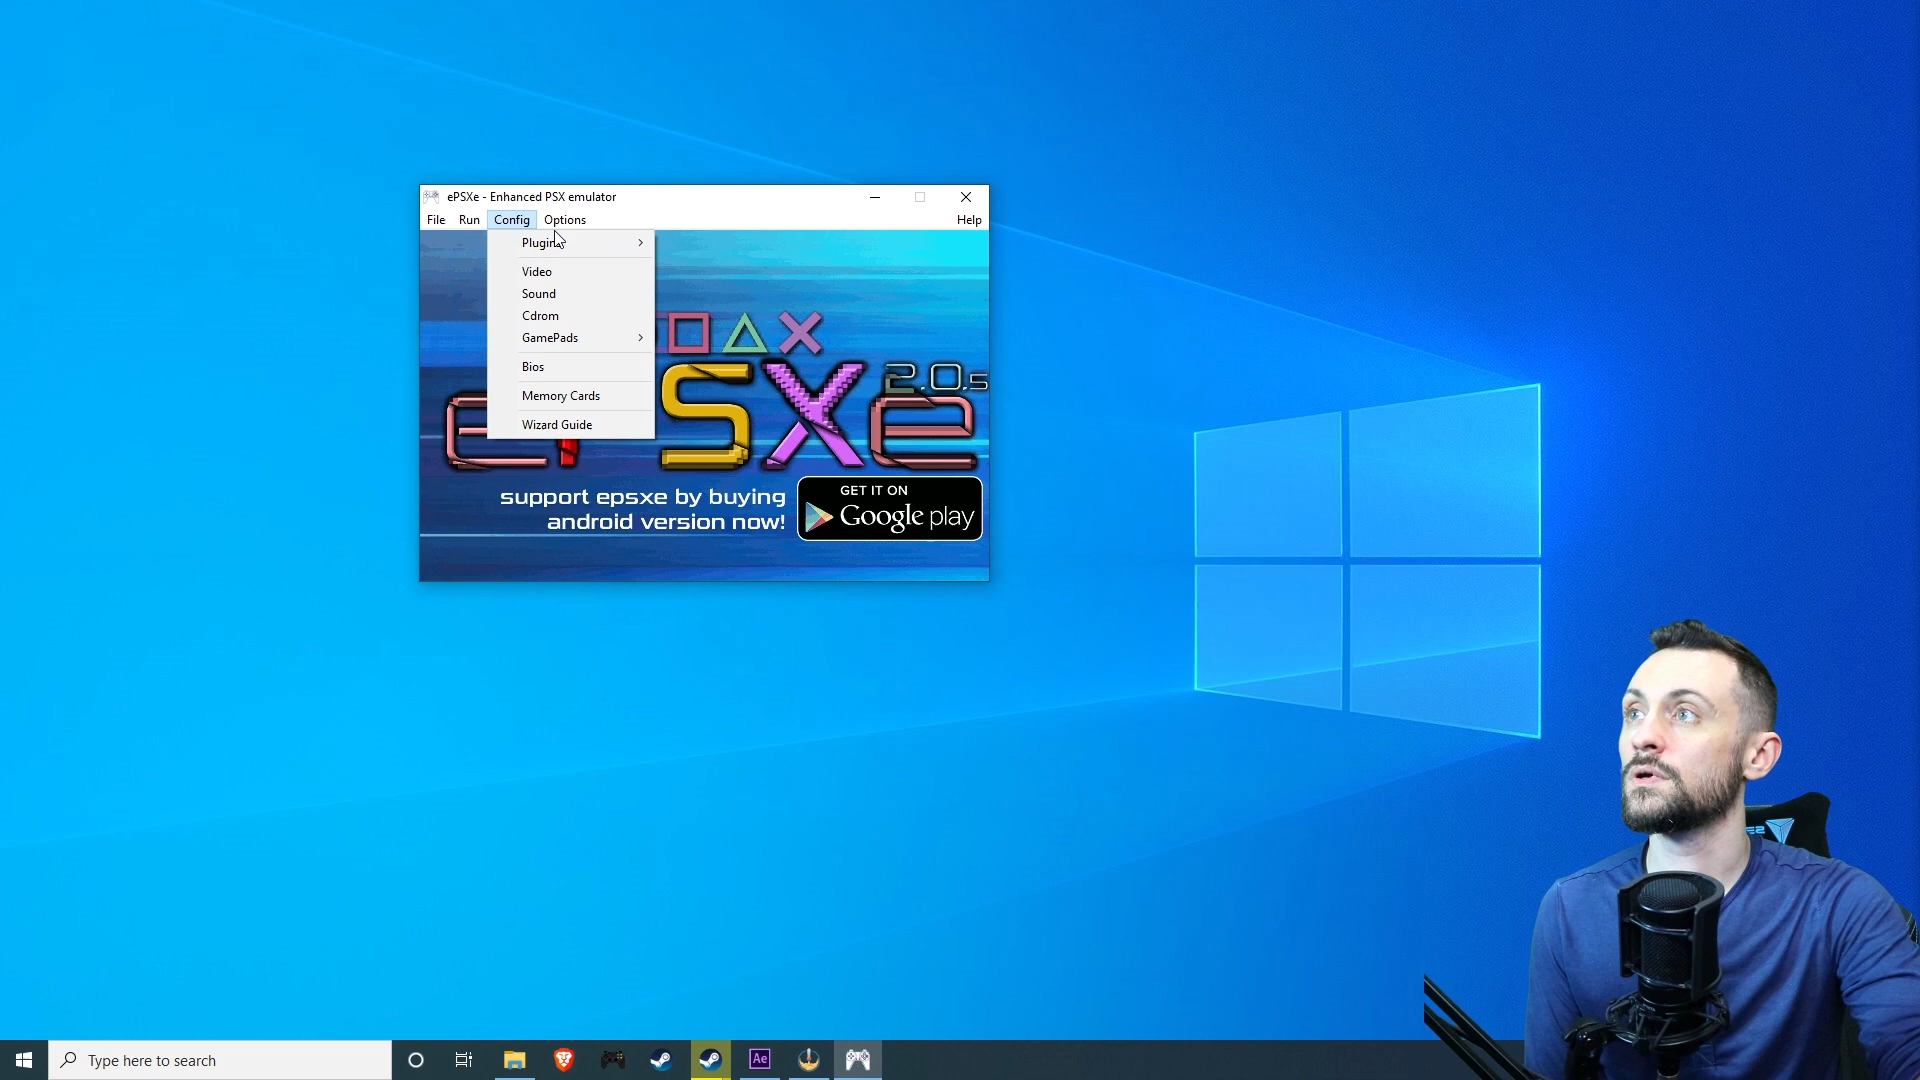 ePSXe - Enhanced PSX emulator
File Run Config Options Help
Plugins
Video
Sound
Cdrom
GamePads
Bios
Memory Cards
Wizard Guide
2.0.5
ePSXe
support epsxe by buying
android version now!
GET IT ON
Google play
Type here to search
Ae